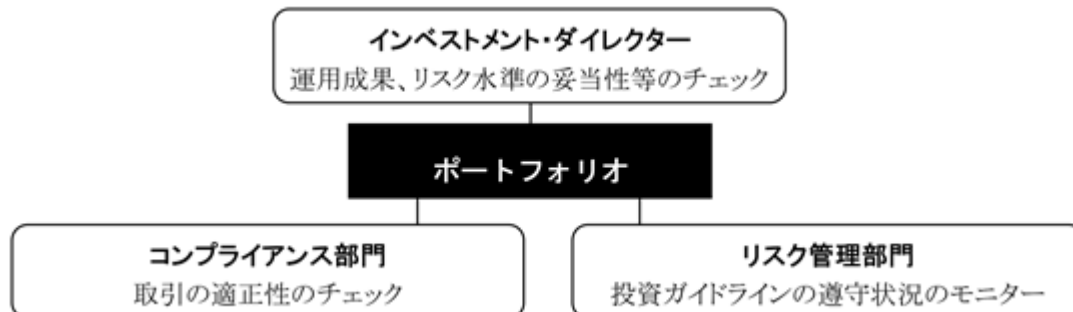 インベストメント・ダイレクター
運用成果、リスク水準の妥当性等のチェック
ポートフォリオ
コンプライアンス部門
取引の適正性のチェック
リスク管理部門
投資ガイドラインの遵守状況のモニター